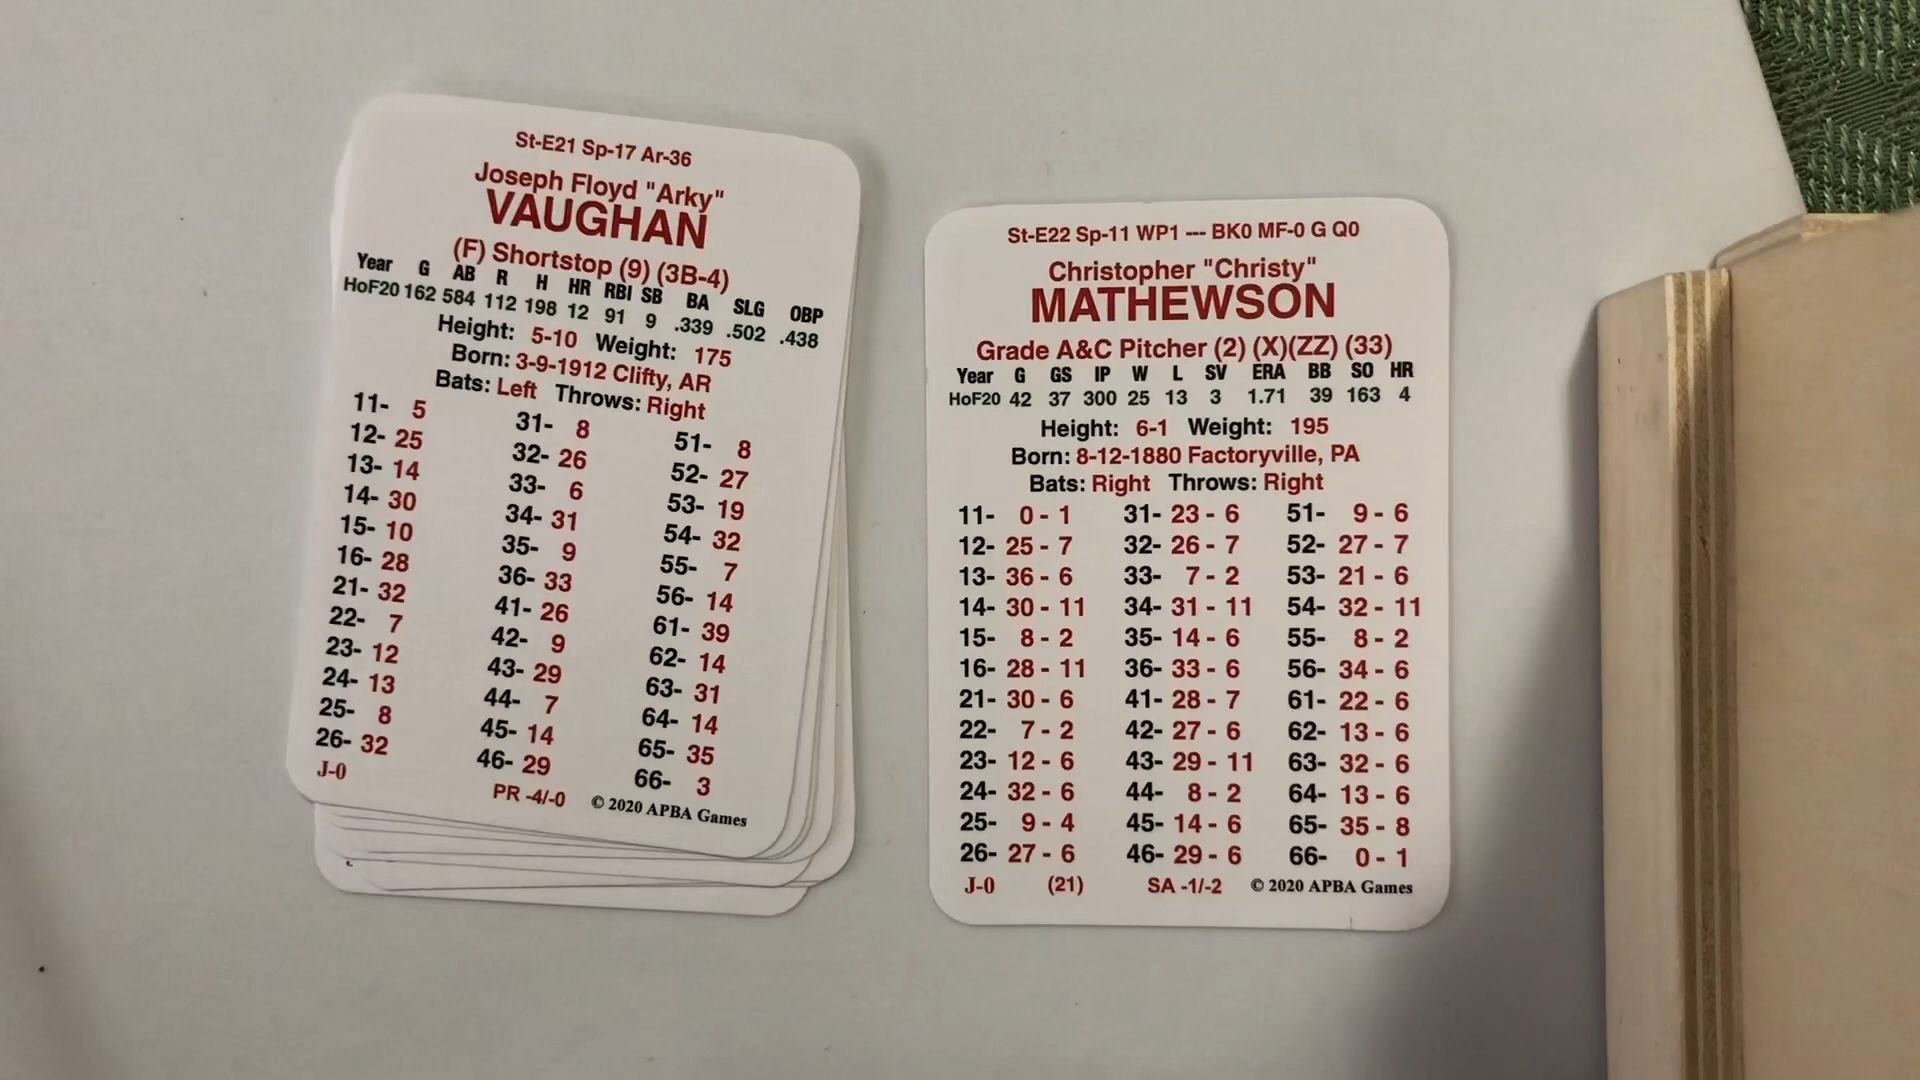 St-E21 Sp-17 Ar-36
Joseph Floyd "Arky"
VAUGHAN
(F) Shortstop (9) (3B-4)
Year G AB R H HR RBI SB BA SLG OBP
HoF20 162 584 112 198 12 91 9 .339 .502 .438
Height: 5-10 Weight: 175
Born: 3-9-1912 Clifty, AR
Bats: Left Throws: Right
11- 5 31- 8 51- 8
12- 25 32- 26 52- 27
13- 14 33- 6 53- 19
14- 30 34- 31 54- 32
15- 10 35- 9 55- 7
16- 28 36- 33 56- 14
21- 32 41- 26 61- 39
22- 7 42- 9 62- 14
23- 12 43- 29 63- 31
24- 13 44- 7 64- 14
25- 8 45- 14 65- 35
26- 32 46- 29 66- 3
J-0 PR -4/-0 © 2020 APBA Games
St-E22 Sp-11 WP1 --- BK0 MF-0 G Q0
Christopher "Christy"
MATHEWSON
Grade A&C Pitcher (2) (X)(ZZ) (33)
Year G GS IP W L SV ERA BB SO HR
HoF20 42 37 300 25 13 3 1.71 39 163 4
Height: 6-1 Weight: 195
Born: 8-12-1880 Factoryville, PA
Bats: Right Throws: Right
11- 0 - 1 31- 23 - 6 51- 9 - 6
12- 25 - 7 32- 26 - 7 52- 27 - 7
13- 36 - 6 33- 7 - 2 53- 21 - 6
14- 30 - 11 34- 31 - 11 54- 32 - 11
15- 8 - 2 35- 14 - 6 55- 8 - 2
16- 28 - 11 36- 33 - 6 56- 34 - 6
21- 30 - 6 41- 28 - 7 61- 22 - 6
22- 7 - 2 42- 27 - 6 62- 13 - 6
23- 12 - 6 43- 29 - 11 63- 32 - 6
24- 32 - 6 44- 8 - 2 64- 13 - 6
25- 9 - 4 45- 14 - 6 65- 35 - 8
26- 27 - 6 46- 29 - 6 66- 0 - 1
J-0 (21) SA -1/-2 © 2020 APBA Games